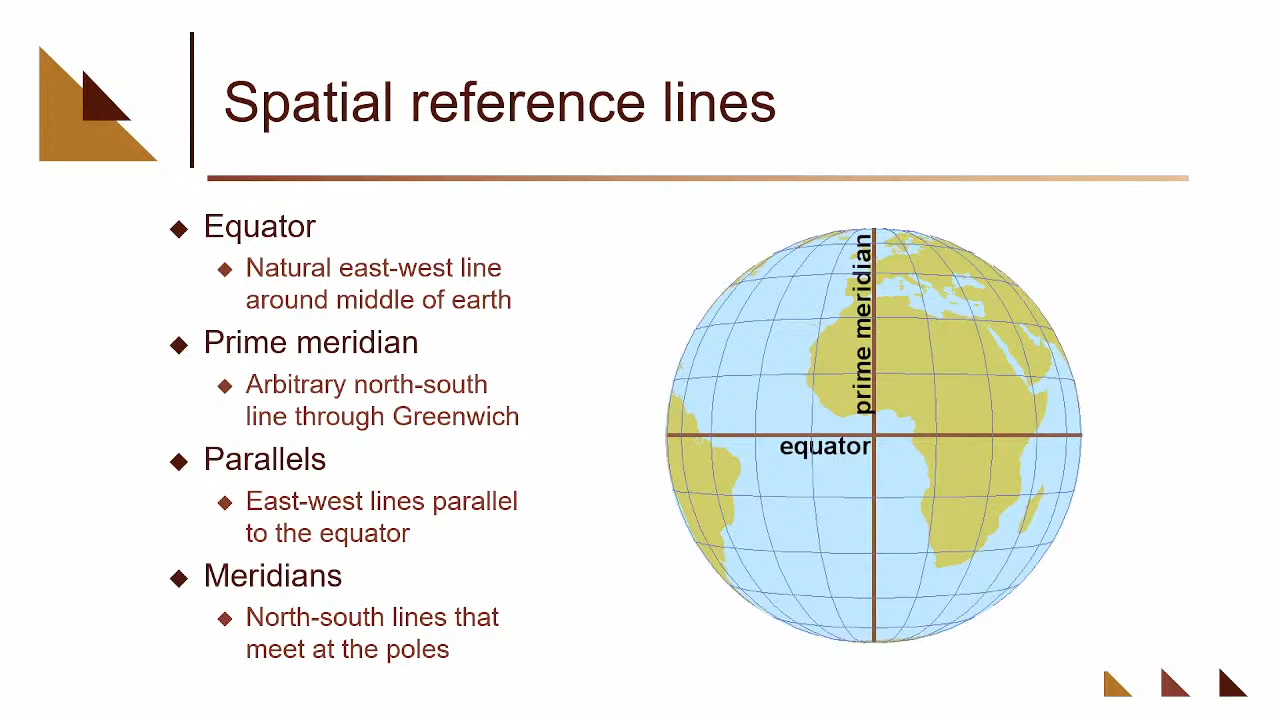 Spatial reference lines
Equator
Natural east-west line
around middle of earth
Prime meridian
Arbitrary north-south
line through Greenwich
Parallels
East-west lines parallel
to the equator
Meridians
North-south lines that
meet at the poles
prime meridian
equator